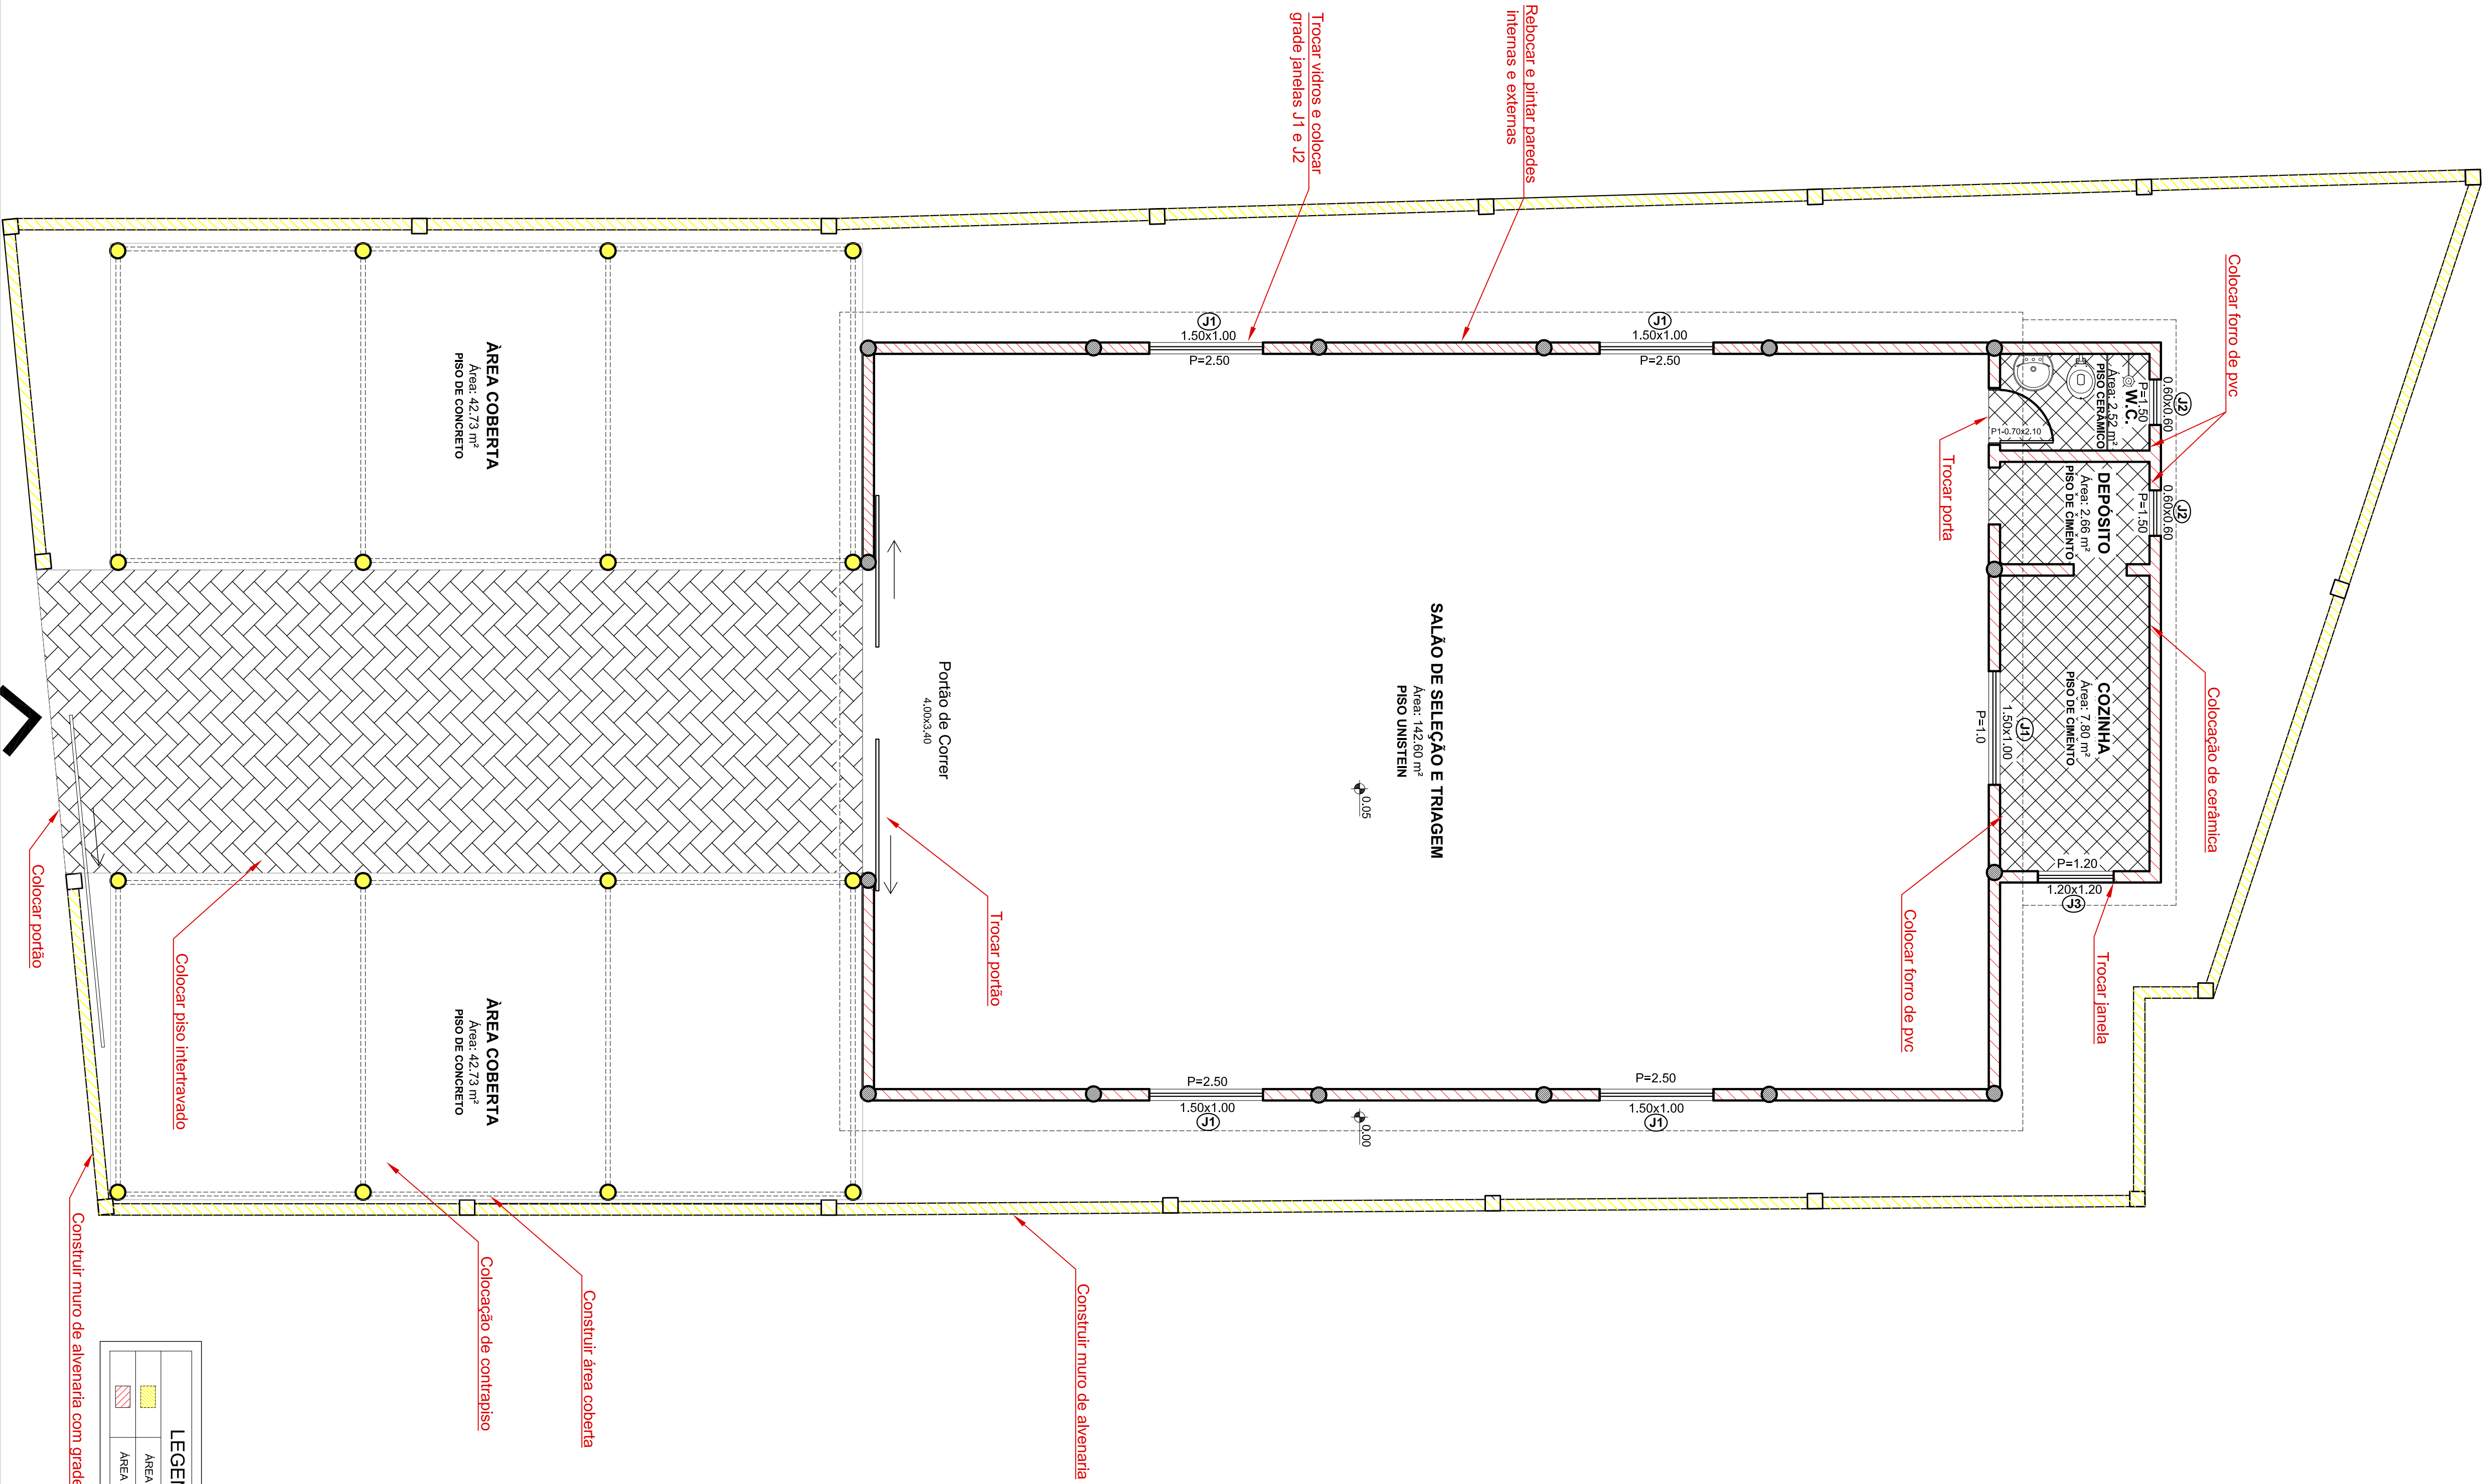 Rebocar e pintar paredes
internas e externas
Trocar vidros e colocar
grade janelas J1 e J2
Colocar forro de pvc
J1
1.50x1.00
P=2.50
J1
1.50x1.00
P=2.50
J2
0.60x0.60
P=1.50
W.C.
Área: 2.52 m²
PISO CERÂMICO
P1-0.70x2.10
Trocar porta
J2
0.60x0.60
P=1.50
DEPÓSITO
Área: 2.66 m²
PISO DE CIMENTO
COZINHA
Área: 7.80 m²
PISO DE CIMENTO
J1
1.50x1.00
P=1.0
Colocação de cerâmica
P=1.20
1.20x1.20
J3
Trocar janela
Colocar forro de pvc
SALÃO DE SELEÇÃO E TRIAGEM
Área: 142.60 m²
PISO UNISTEIN
0.05
0.00
Portão de Correr
4,00x3,40
Trocar portão
ÀREA COBERTA
Área: 42.73 m²
PISO DE CONCRETO
ÀREA COBERTA
Área: 42.73 m²
PISO DE CONCRETO
P=2.50
1.50x1.00
J1
P=2.50
1.50x1.00
J1
Colocar portão
Colocar piso intertravado
Construir muro de alvenaria
Construir área coberta
Colocação de contrapiso
Construir muro de alvenaria com grade
ÁREA
ÁREA